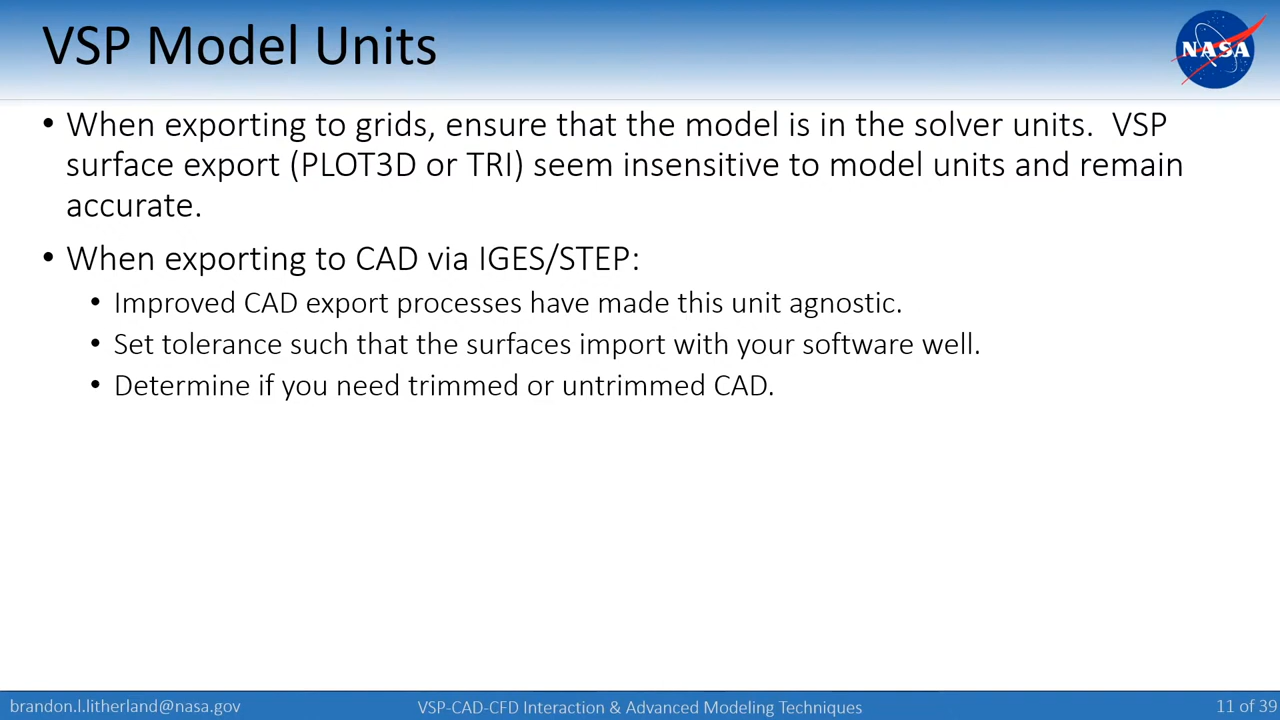 VSP Model Units
NASA
• When exporting to grids, ensure that the model is in the solver units.  VSP
surface export (PLOT3D or TRI) seem insensitive to model units and remain
accurate.
• When exporting to CAD via IGES/STEP:
• Improved CAD export processes have made this unit agnostic.
• Set tolerance such that the surfaces import with your software well.
• Determine if you need trimmed or untrimmed CAD.
brandon.l.litherland@nasa.gov
VSP-CAD-CFD Interaction & Advanced Modeling Techniques
11 of 39